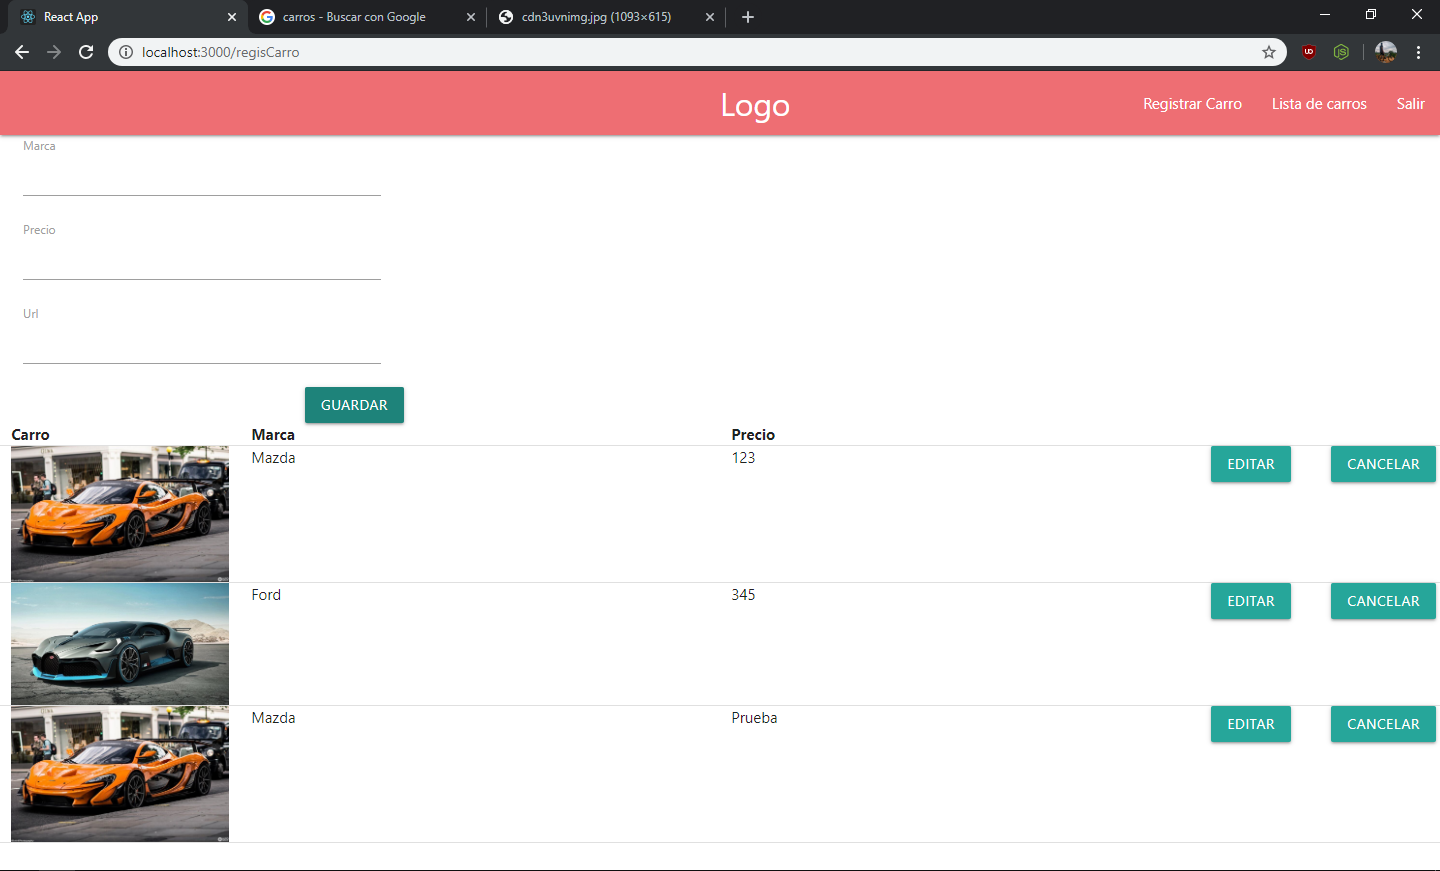 React App
carros - Buscar con Google
cdn3uvnimg.jpg (1093×615)
localhost:3000/regisCarro
Logo
Registrar Carro
Lista de carros
Salir
Marca
Precio
Url
GUARDAR
Carro Marca Precio
Mazda 123 EDITAR CANCELAR
Ford 345 EDITAR CANCELAR
Mazda Prueba EDITAR CANCELAR